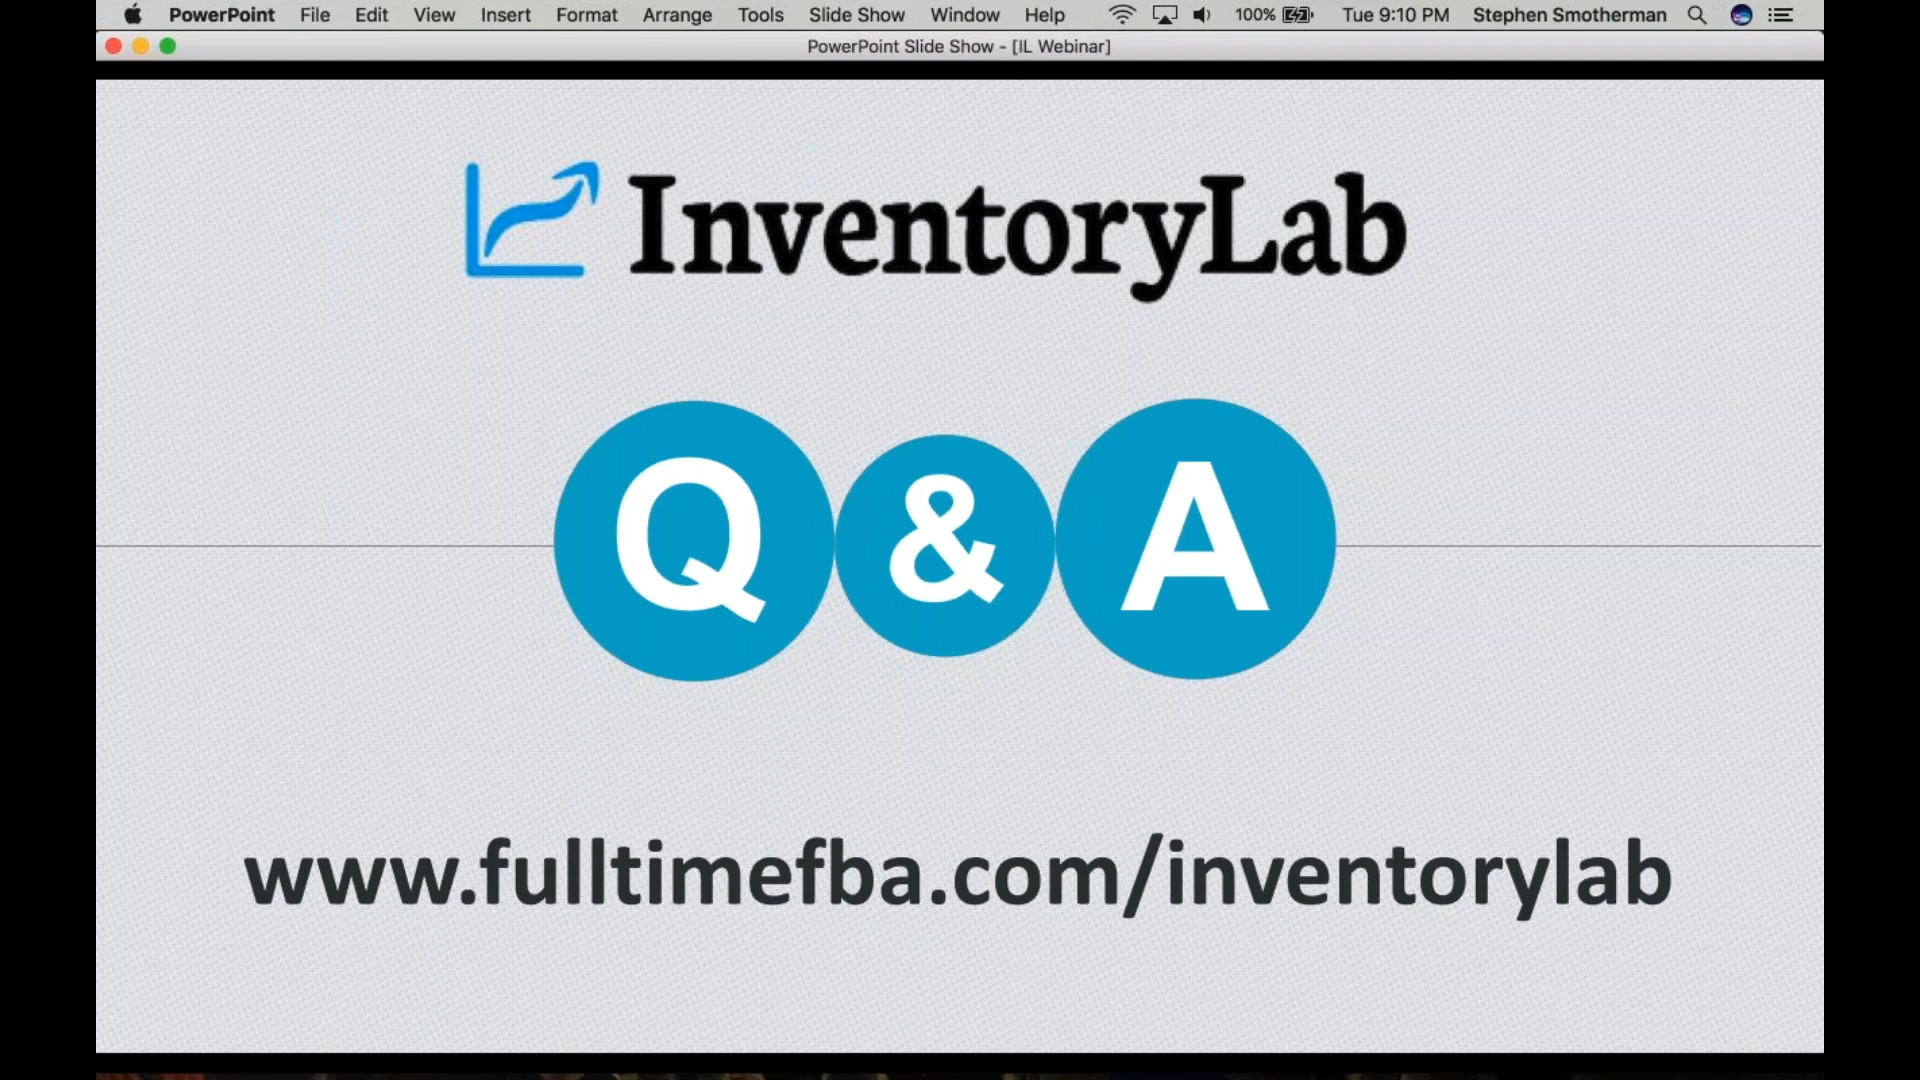 PowerPoint File Edit View Insert Format Arrange Tools Slide Show Window Help 100% Tue 9:10 PM Stephen Smotherman
PowerPoint Slide Show - [IL Webinar]
InventoryLab
Q & A
www.fulltimefba.com/inventorylab